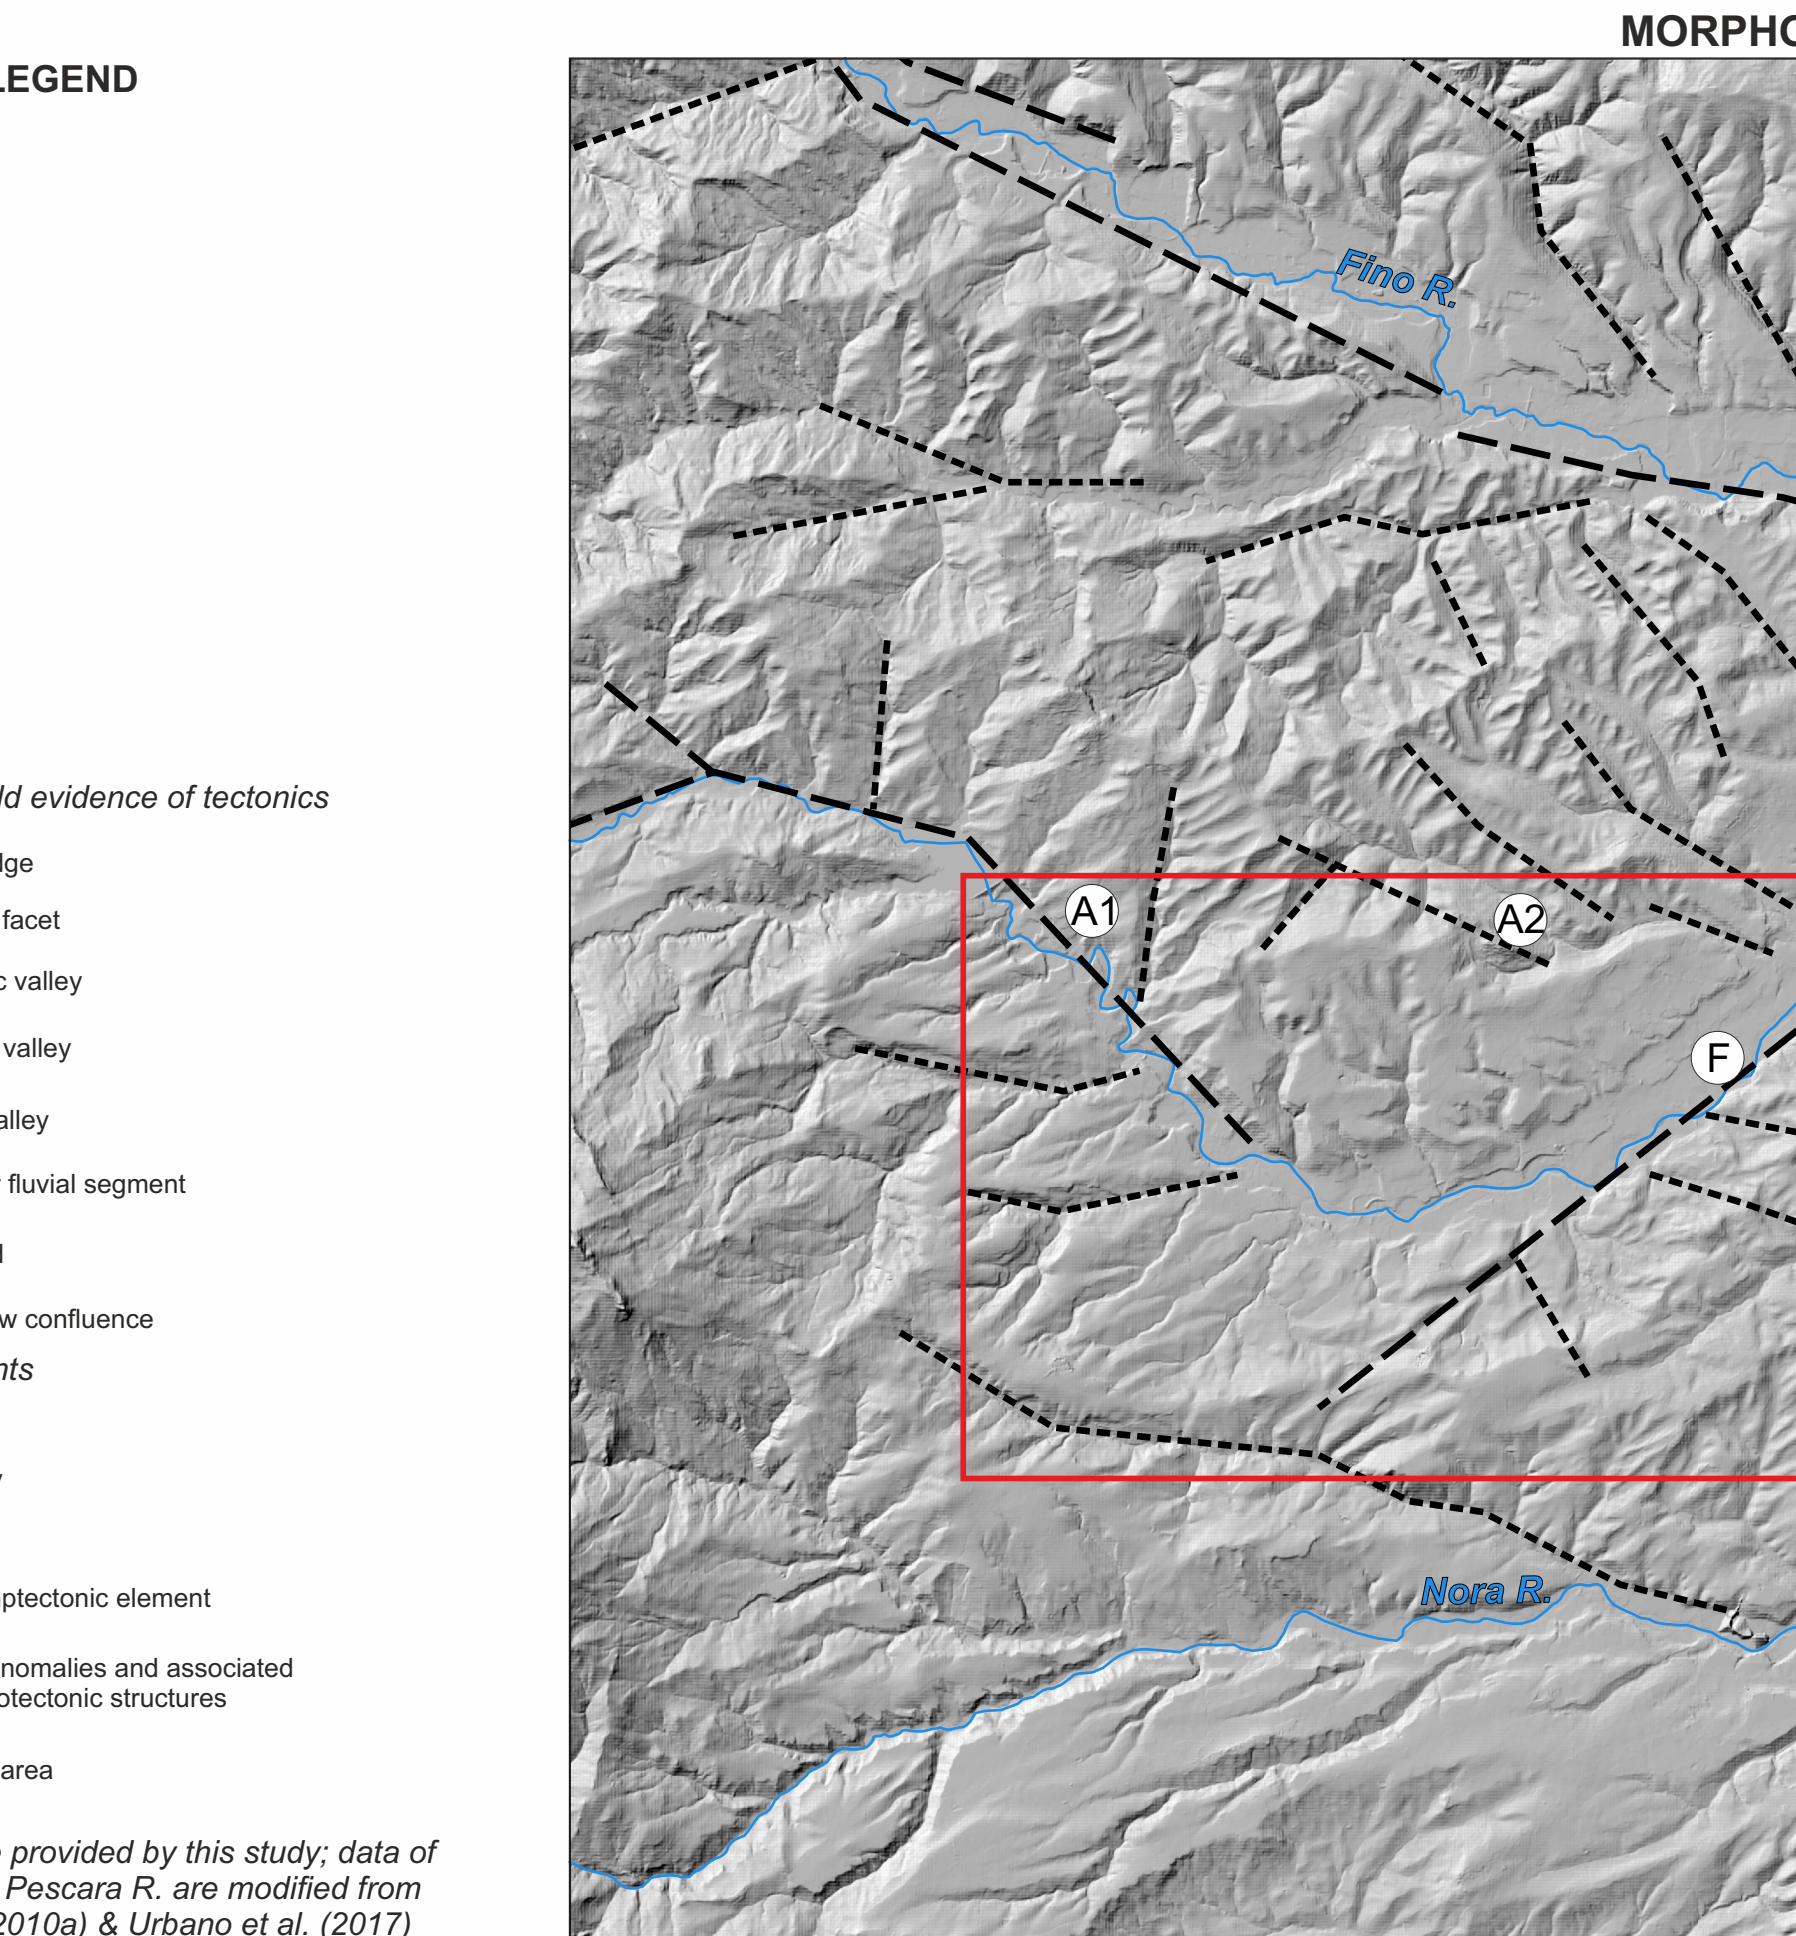 MORPHO
LEGEND
ld evidence of tectonics
dge
facet
c valley
valley
alley
r fluvial segment
d
w confluence
nts
y
ptectonic element
nomalies and associated
otectonic structures
area
e provided by this study; data of
Pescara R. are modified from
2010a) & Urbano et al. (2017)
Fino R.
A1
A2
F
Nora R.